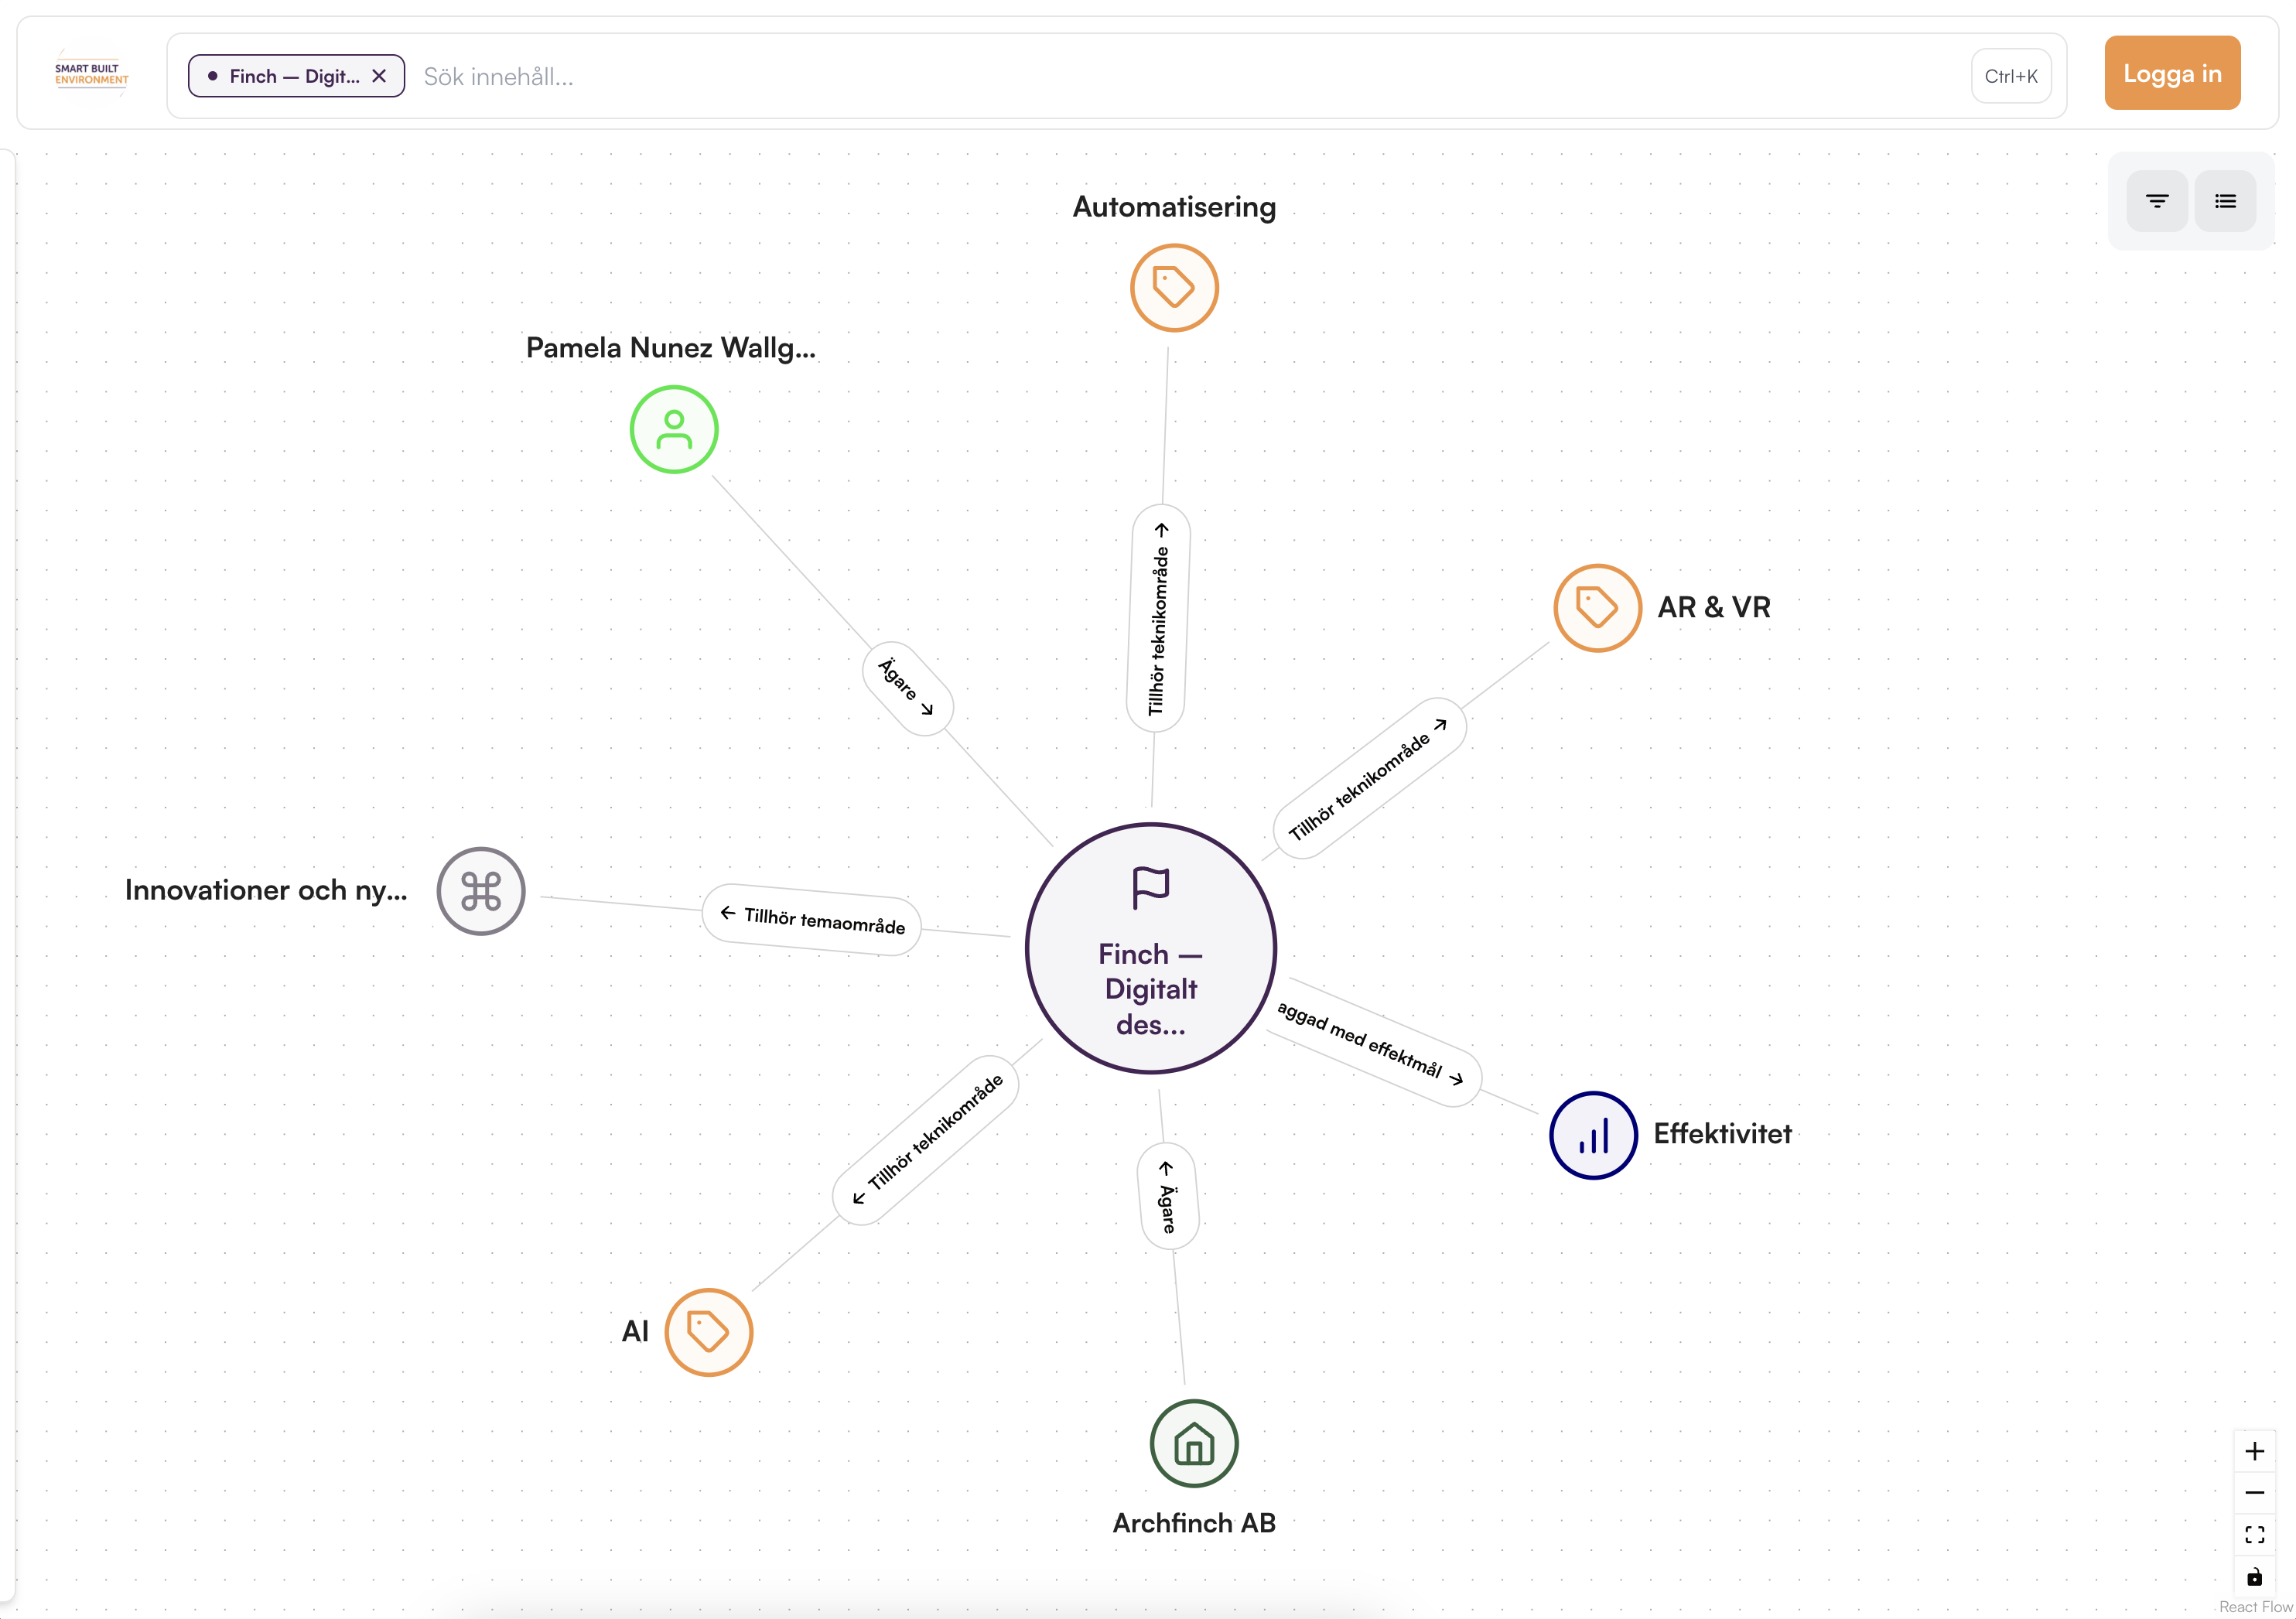 SMART BUILT
ENVIRONMENT
Finch — Digit...
Sök innehåll...
Ctrl+K
Logga in
Automatisering
Pamela Nunez Wallg...
Tillhör teknikområde
AR & VR
Ägare
Tillhör teknikområde
Innovationer och ny...
Tillhör temaområde
Finch —
Digitalt
des...
aggad med effektmål
Effektivitet
Tillhör teknikområde
Ägare
AI
Archfinch AB
React Flow